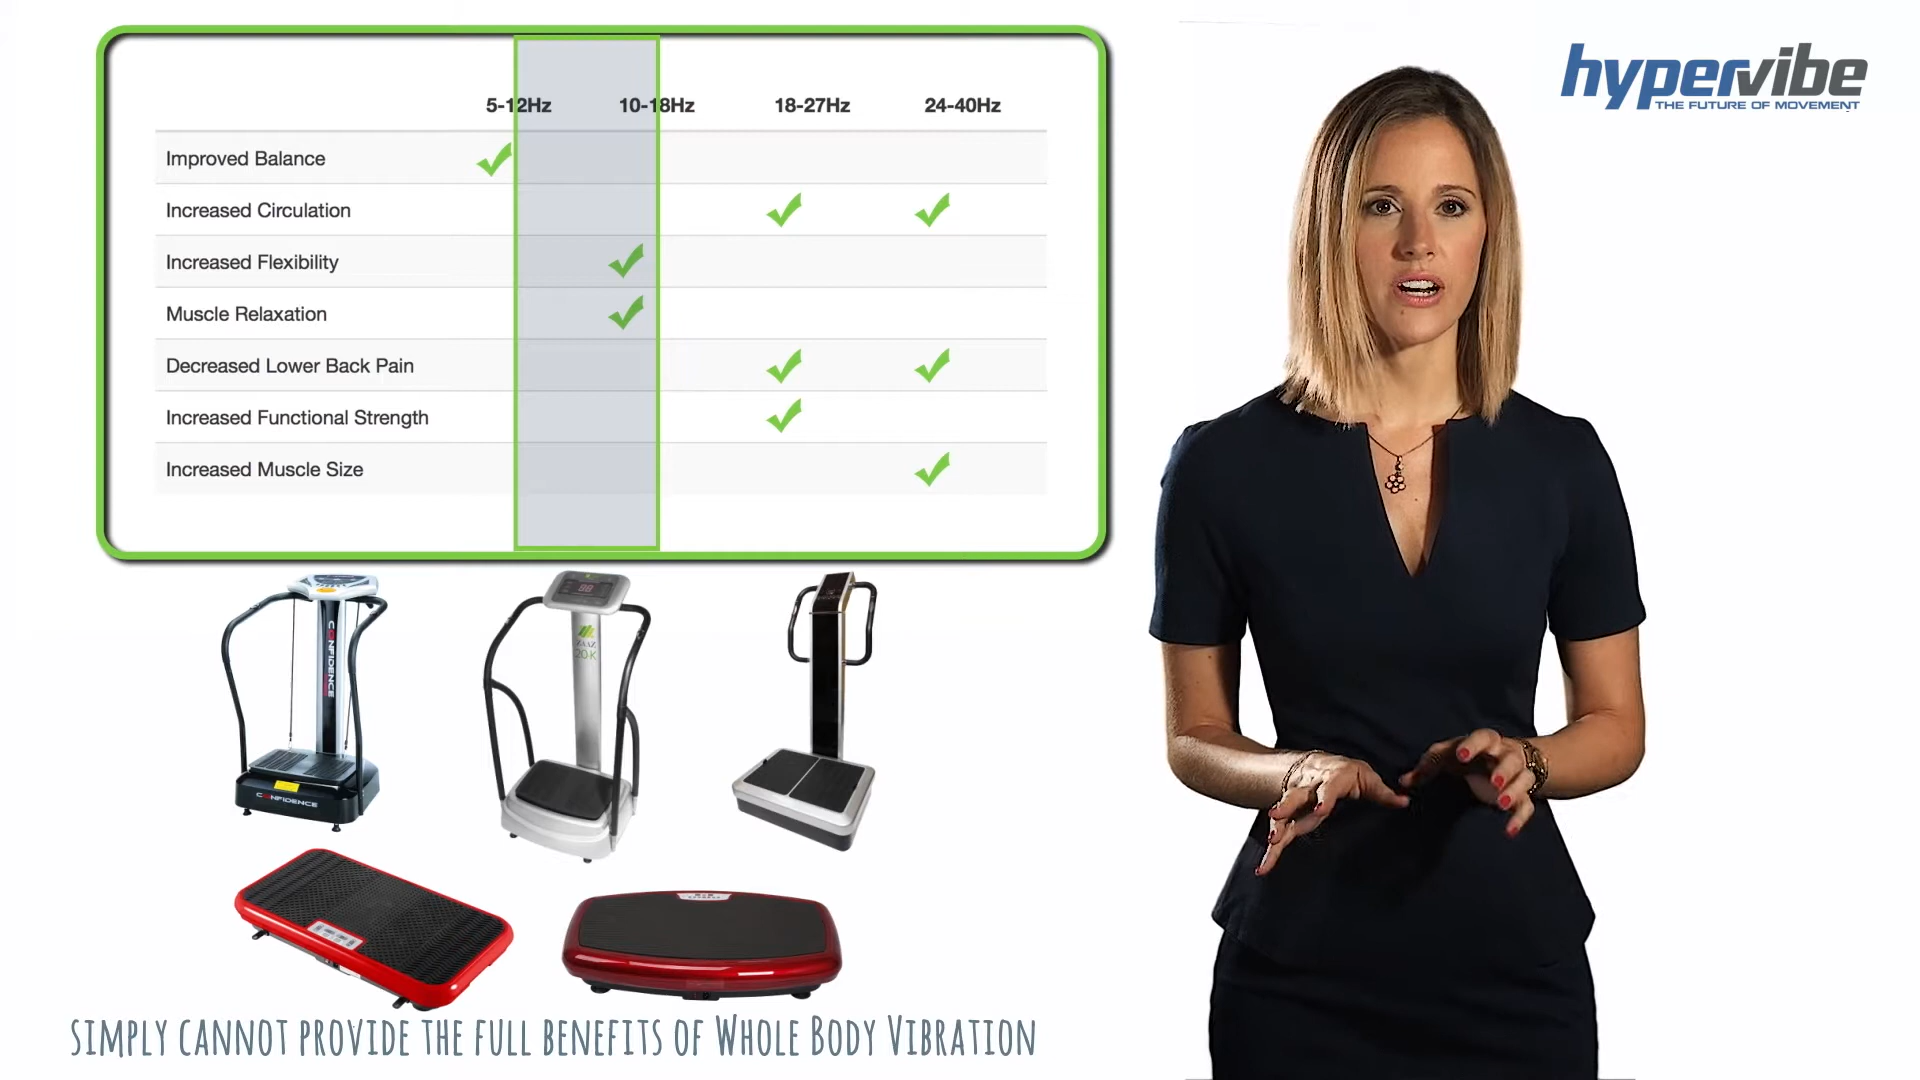 hypervibe
THE FUTURE OF MOVEMENT
5-12Hz 10-18Hz 18-27Hz 24-40Hz
Improved Balance
Increased Circulation
Increased Flexibility
Muscle Relaxation
Decreased Lower Back Pain
Increased Functional Strength
Increased Muscle Size
CONFIDENCE
ZAAZ
20K
CONFIDENCE
SIMPLY CANNOT PROVIDE THE FULL BENEFITS OF WHOLE BODY VIBRATION